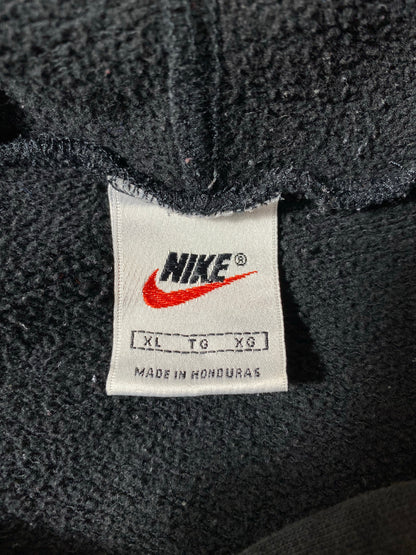 NIKE®
XL TG XG
MADE IN HONDURAS